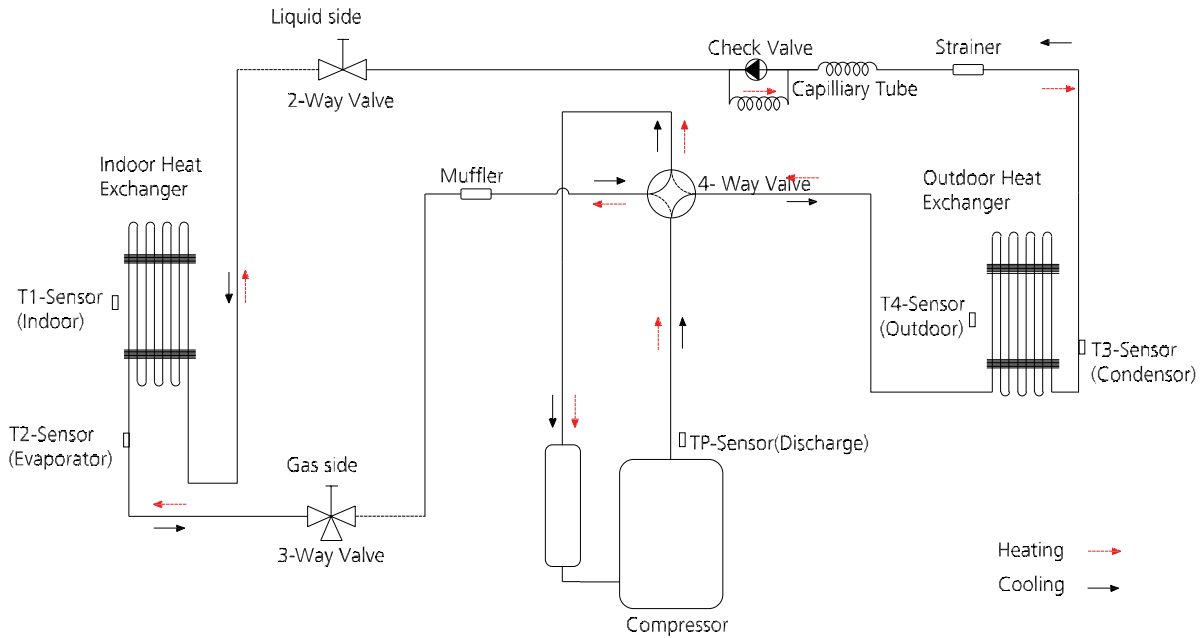 Liquid side
2-Way Valve
Check Valve
Capilliary Tube
Strainer
Indoor Heat
Exchanger
Muffler
4- Way Valve
Outdoor Heat
Exchanger
T1-Sensor
(Indoor)
T4-Sensor
(Outdoor)
T3-Sensor
(Condensor)
T2-Sensor
(Evaporator)
TP-Sensor(Discharge)
Gas side
3-Way Valve
Compressor
Heating
Cooling